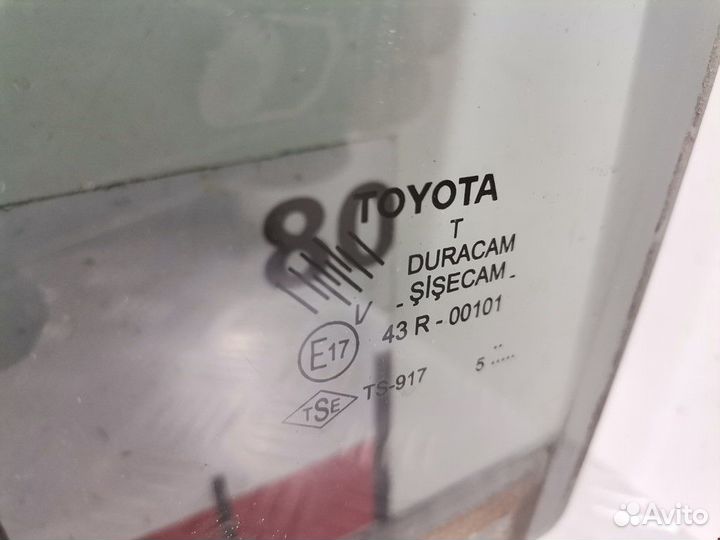 80
TOYOTA
T
DURACAM
- ŞİŞECAM -
V
E17 43 R - 00101
TSE TS-917 5 .. .....
Avito